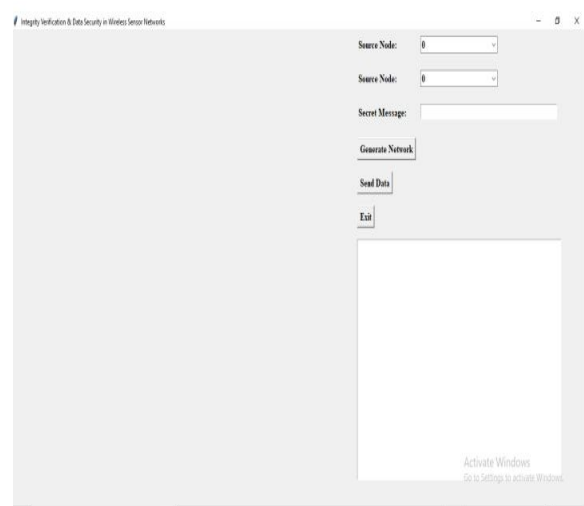 Integrity Verification & Data Security in Wireless Sensor Networks
Source Node: 0
Source Node: 0
Secret Message:
Generate Network
Send Data
Exit
Activate Windows
Go to Settings to activate Windows.